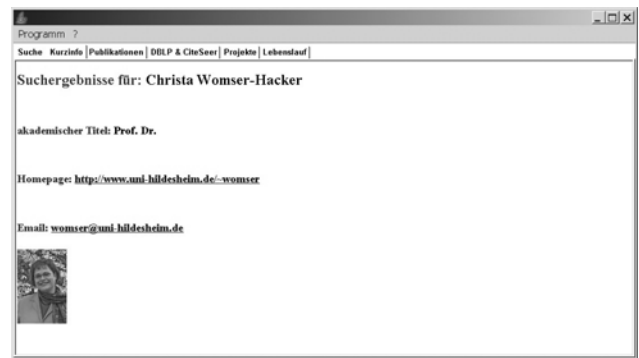 Programm ?
Suche Kurzinfo Publikationen DBLP & CiteSeer Projekte Lebenslauf
Suchergebnisse für: Christa Womser-Hacker
akademischer Titel: Prof. Dr.
Homepage: http://www.uni-hildesheim.de/~womser
Email: womser@uni-hildesheim.de